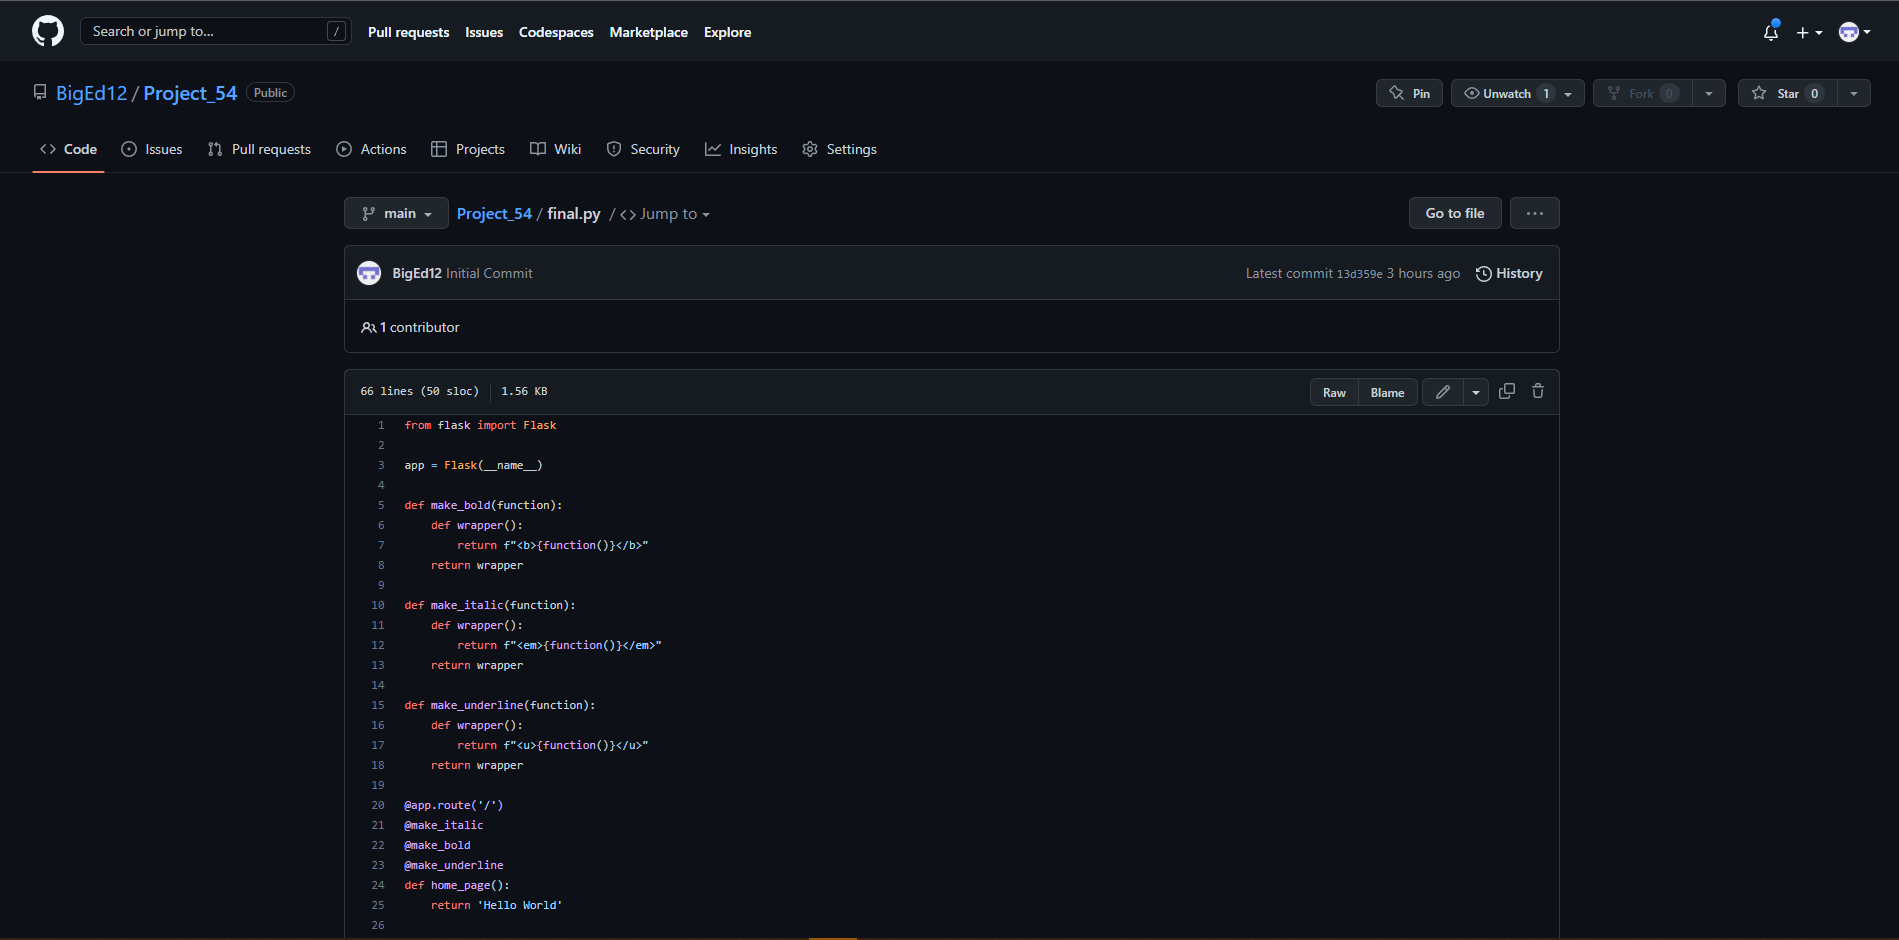 Search or jump to... /
Pull requests Issues Codespaces Marketplace Explore
BigEd12 / Project_54 Public
Pin Unwatch 1 Fork 0 Star 0
Code Issues Pull requests Actions Projects Wiki Security Insights Settings
main Project_54 / final.py / <> Jump to
Go to file ...
BigEd12 Initial Commit Latest commit 13d359e 3 hours ago History
1 contributor
66 lines (50 sloc) 1.56 KB Raw Blame
1 from flask import Flask
2
3 app = Flask(__name__)
4
5 def make_bold(function):
6     def wrapper():
7         return f"<b>{function()}</b>"
8     return wrapper
9
10 def make_italic(function):
11     def wrapper():
12         return f"<em>{function()}</em>"
13     return wrapper
14
15 def make_underline(function):
16     def wrapper():
17         return f"<u>{function()}</u>"
18     return wrapper
19
20 @app.route('/')
21 @make_italic
22 @make_bold
23 @make_underline
24 def home_page():
25     return 'Hello World'
26